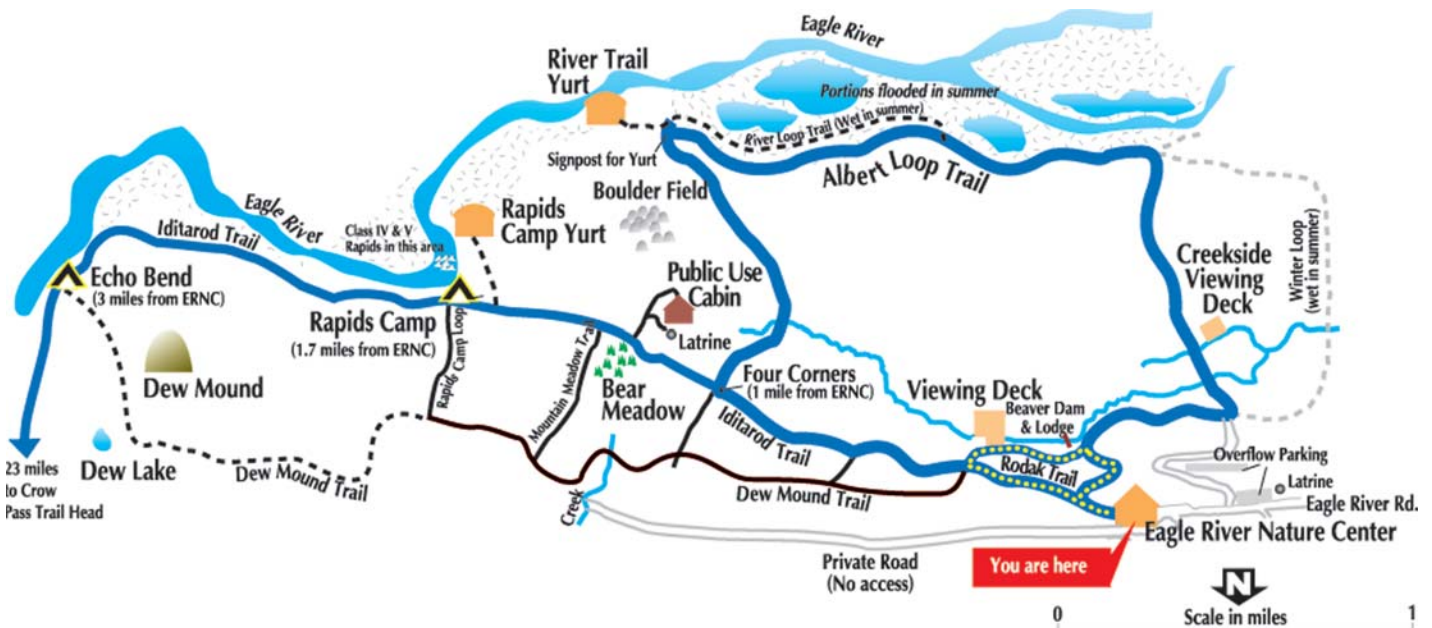 Eagle River
River Trail
Yurt
Portions flooded in summer
River Loop Trail (Wet in summer)
Signpost for Yurt
Albert Loop Trail
Boulder Field
Eagle River
Iditarod Trail
Class IV & V
Rapids in this area
Rapids
Camp Yurt
Echo Bend
(3 miles from ERNC)
Public Use
Cabin
Latrine
Creekside
Viewing
Deck
Winter Loop
(wet in summer)
Rapids Camp
(1.7 miles from ERNC)
Rapids Camp Loop
Mountain Meadow Trail
Dew Mound
Bear
Meadow
Four Corners
(1 mile from ERNC)
Viewing Deck
Beaver Dam
& Lodge
Iditarod Trail
Rodak Trail
Dew Lake
Dew Mound Trail
Dew Mound Trail
23 miles
to Crow
Pass Trail Head
Creek
Overflow Parking
Latrine
Eagle River Rd.
Eagle River Nature Center
You are here
Private Road
(No access)
N
Scale in miles
0 1